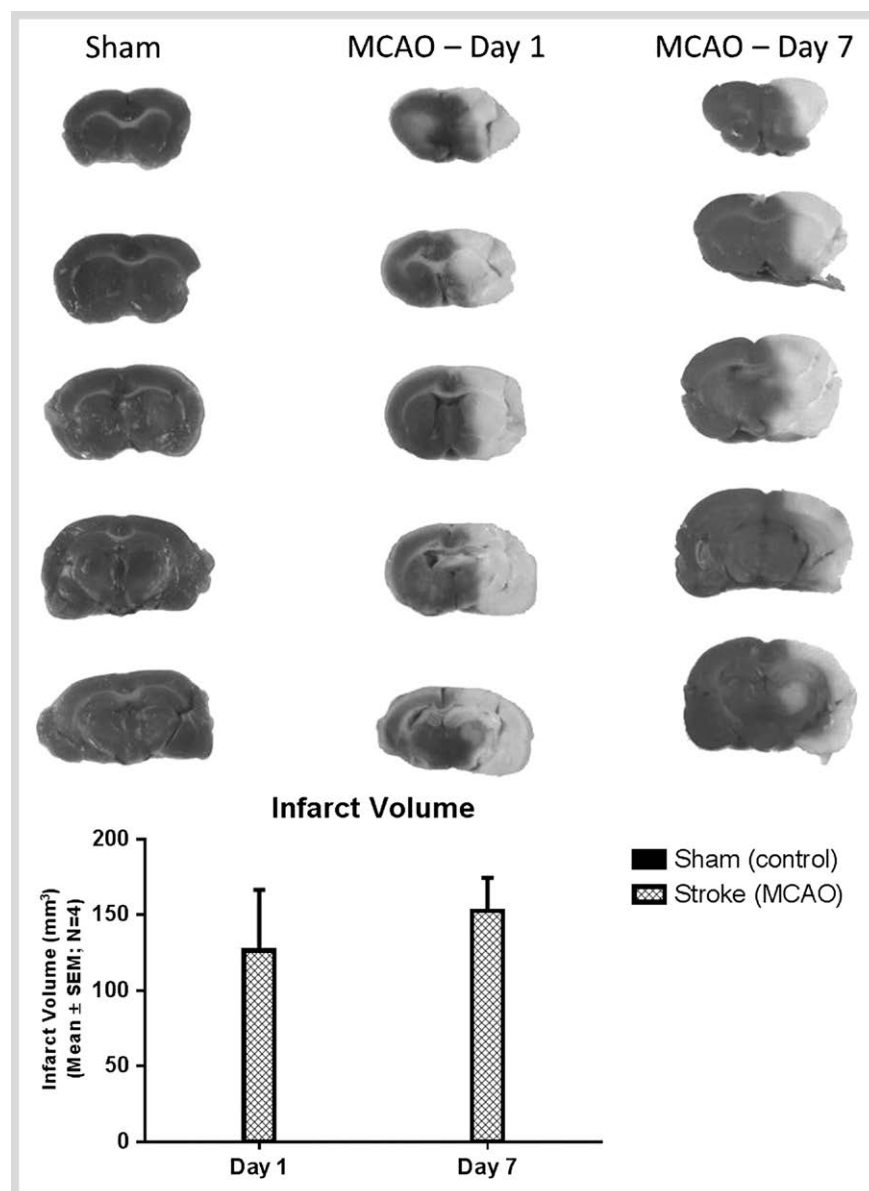 Sham
MCAO – Day 1
MCAO – Day 7
Infarct Volume
Infarct Volume (mm³)
(Mean ± SEM; N=4)
200
150
100
50
0
Day 1
Day 7
Sham (control)
Stroke (MCAO)